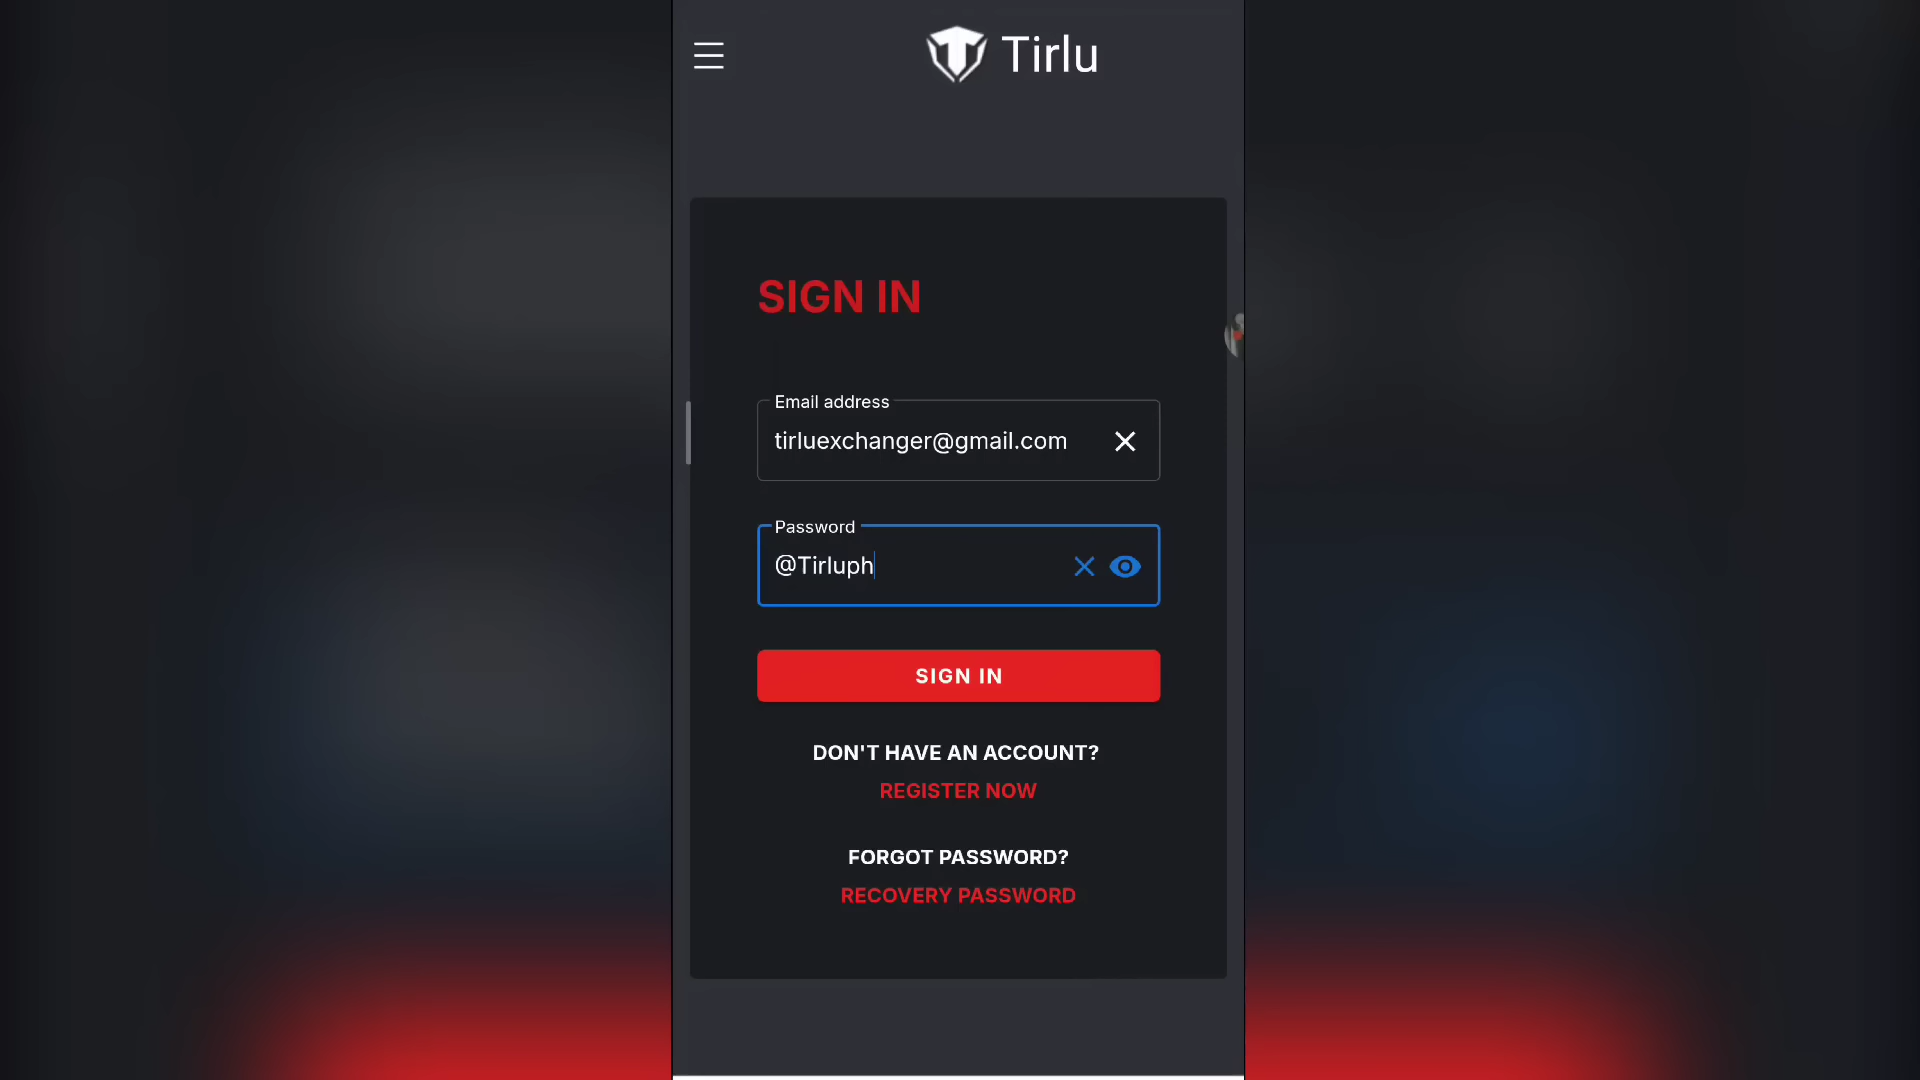 Tirlu
SIGN IN
Email address
tirluexchanger@gmail.com
Password
@Tirluph
SIGN IN
DON'T HAVE AN ACCOUNT?
REGISTER NOW
FORGOT PASSWORD?
RECOVERY PASSWORD